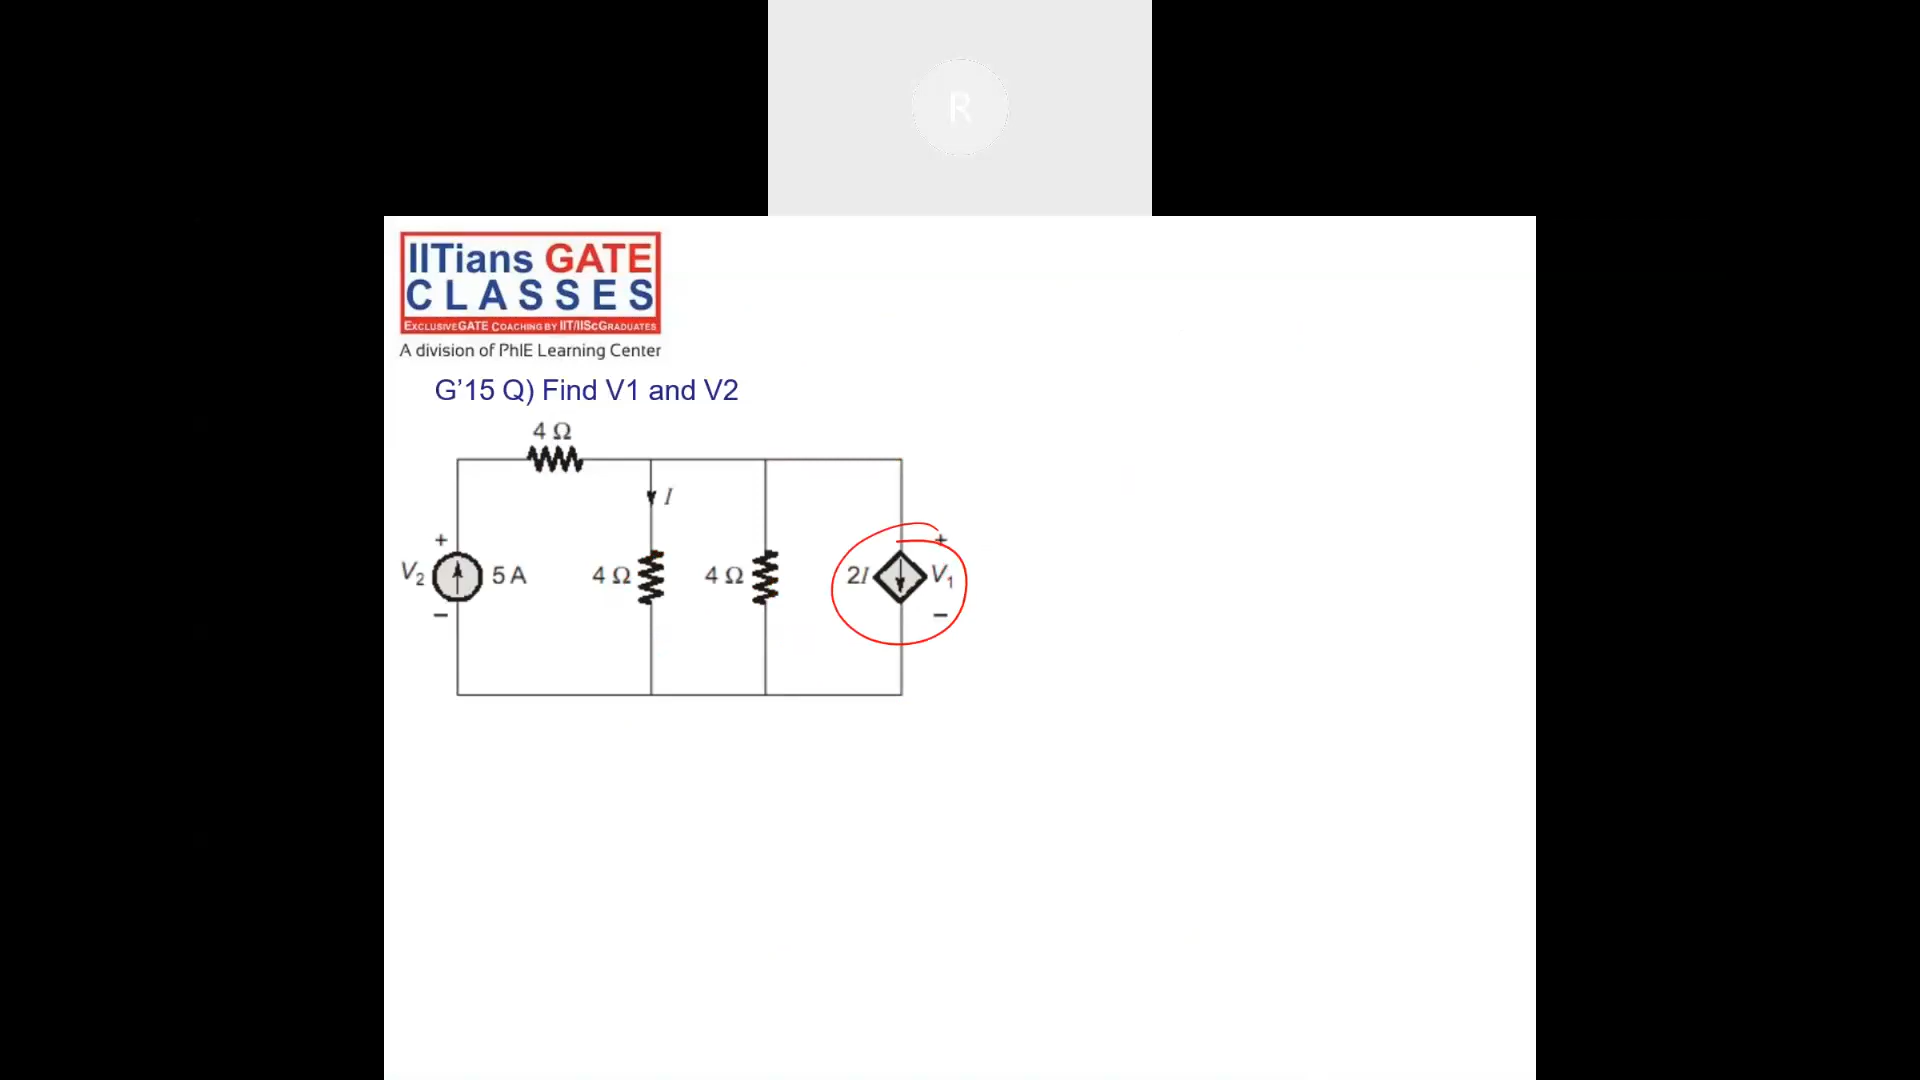 R
IITians GATE
CLASSES
EXCLUSIVE GATE COACHING BY IIT/IISc GRADUATES
A division of PhIE Learning Center
G’15 Q) Find V1 and V2
4 Ω
I
+
+
V₂
5 A
4 Ω
4 Ω
2I
V₁
–
–